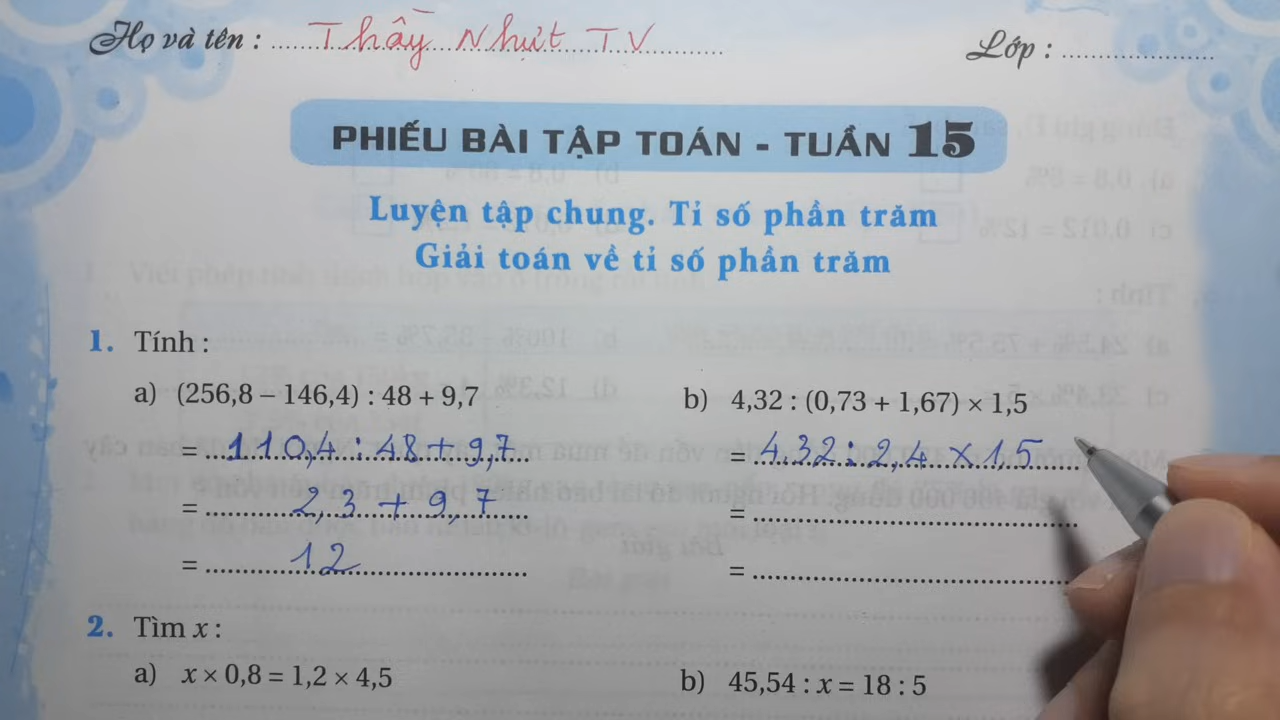 Họ và tên : Thầy Nhựt TV
Lớp :
PHIẾU BÀI TẬP TOÁN - TUẦN 15
Luyện tập chung. Tỉ số phần trăm
Giải toán về tỉ số phần trăm
1. Tính :
a) (256,8 – 146,4) : 48 + 9,7
= 110,4 : 48 + 9,7
= 2,3 + 9,7
= 12
b) 4,32 : (0,73 + 1,67) × 1,5
= 4,32 : 2,4 × 1,5
=
=
2. Tìm x :
a) x × 0,8 = 1,2 × 4,5
b) 45,54 : x = 18 : 5